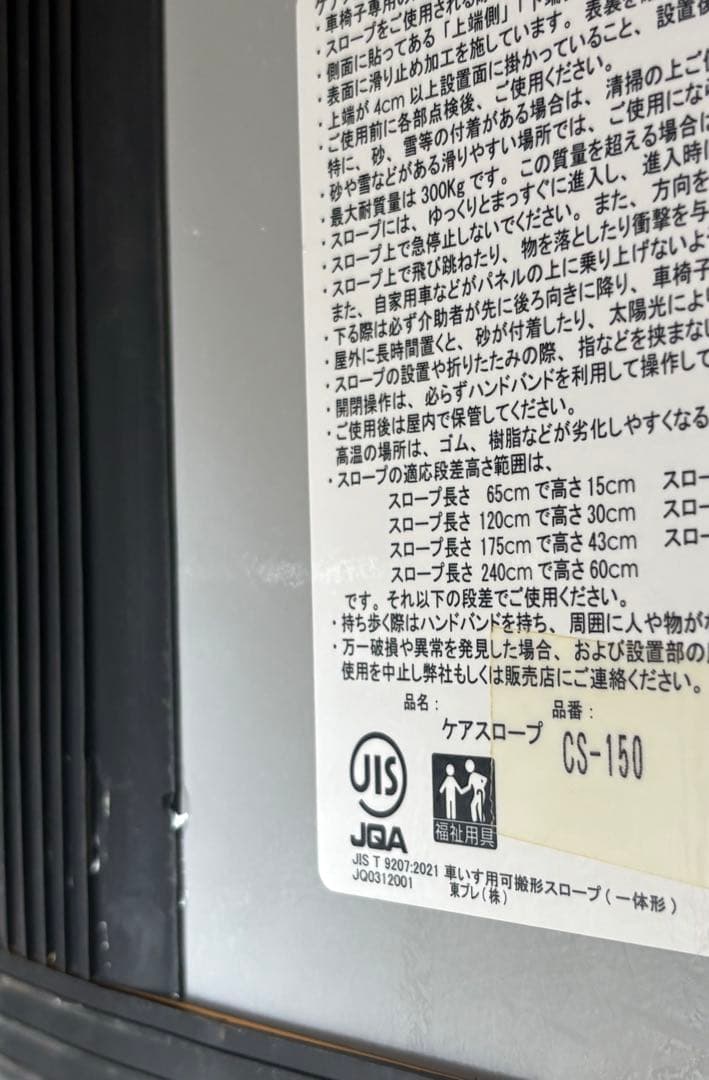 ・車椅子専用の
・スロープをご使用される
・側面に貼ってある「上端側」「下端
・表面に滑り止め加工を施しています。表裏を
・上端が4cm以上設置面に掛かっていること、設置後
・ご使用前に各部点検後、ご使用ください。
特に、砂、雪等の付着がある場合は、清掃の上ご使
・砂や雪などがある滑りやすい場所では、ご使用になら
・最大耐質量は300Kgです。この質量を超える場合は
・スロープには、ゆっくりとまっすぐに進入し、進入時に
・スロープ上で急停止しないでください。また、方向を
・スロープ上で飛び跳ねたり、物を落としたり衝撃を与
また、自家用車などがパネルの上に乗り上げないよ
・下る際は必ず介助者が先に後ろ向きに降り、車椅子
・屋外に長時間置くと、砂が付着したり、太陽光により
・スロープの設置や折りたたみの際、指などを挟まない
・開閉操作は、必らずハンドバンドを利用して操作して
・ご使用後は屋内で保管してください。
高温の場所は、ゴム、樹脂などが劣化しやすくなる
・スロープの適応段差高さ範囲は、
スロープ長さ 65cmで高さ15cm スロー
スロープ長さ 120cmで高さ30cm スロー
スロープ長さ 175cmで高さ43cm スロー
スロープ長さ 240cmで高さ60cm
です。それ以下の段差でご使用ください。
・持ち歩く際はハンドバンドを持ち、周囲に人や物が
・万一破損や異常を発見した場合、および設置部の
使用を中止し弊社もしくは販売店にご連絡ください。
品名： 品番：
ケアスロープ CS-150
JIS
JQA
福祉用具
JIS T 9207:2021 車いす用可搬形スロープ(一体形)
JQ0312001 東プレ(株)